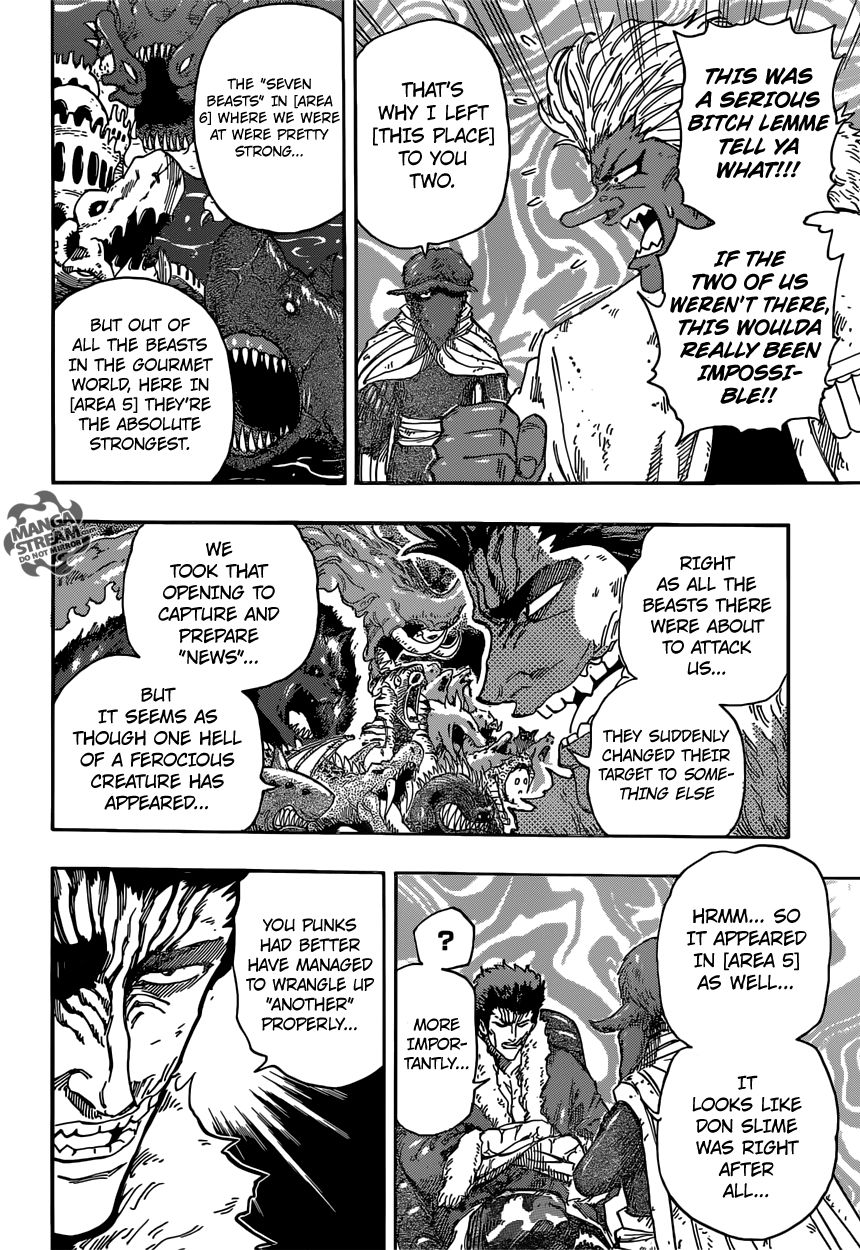 THIS WAS
A SERIOUS
BITCH LEMME
TELL YA
WHAT!!!
IF THE
TWO OF US
WEREN'T THERE,
THIS WOULDA
REALLY BEEN
IMPOSSI-
BLE!!
THAT'S
WHY I LEFT
[THIS PLACE]
TO YOU
TWO.
THE "SEVEN
BEASTS" IN [AREA
6] WHERE WE WERE
AT WERE PRETTY
STRONG...
BUT OUT OF
ALL THE BEASTS
IN THE GOURMET
WORLD, HERE IN
[AREA 5] THEY'RE
THE ABSOLUTE
STRONGEST.
RIGHT
AS ALL THE
BEASTS THERE
WERE ABOUT
TO ATTACK
US...
THEY SUDDENLY
CHANGED THEIR
TARGET TO SOME-
THING ELSE
WE
TOOK THAT
OPENING TO
CAPTURE AND
PREPARE
"NEWS"...
BUT
IT SEEMS AS
THOUGH ONE HELL
OF A FEROCIOUS
CREATURE HAS
APPEARED...
MANGA
STREAM.com
DO NOT MIRROR
HRMM... SO
IT APPEARED
IN [AREA 5]
AS WELL...
IT
LOOKS LIKE
DON SLIME
WAS RIGHT
AFTER
ALL...
?
MORE
IMPOR-
TANTLY...
YOU PUNKS
HAD BETTER
HAVE MANAGED
TO WRANGLE UP
"ANOTHER"
PROPERLY...